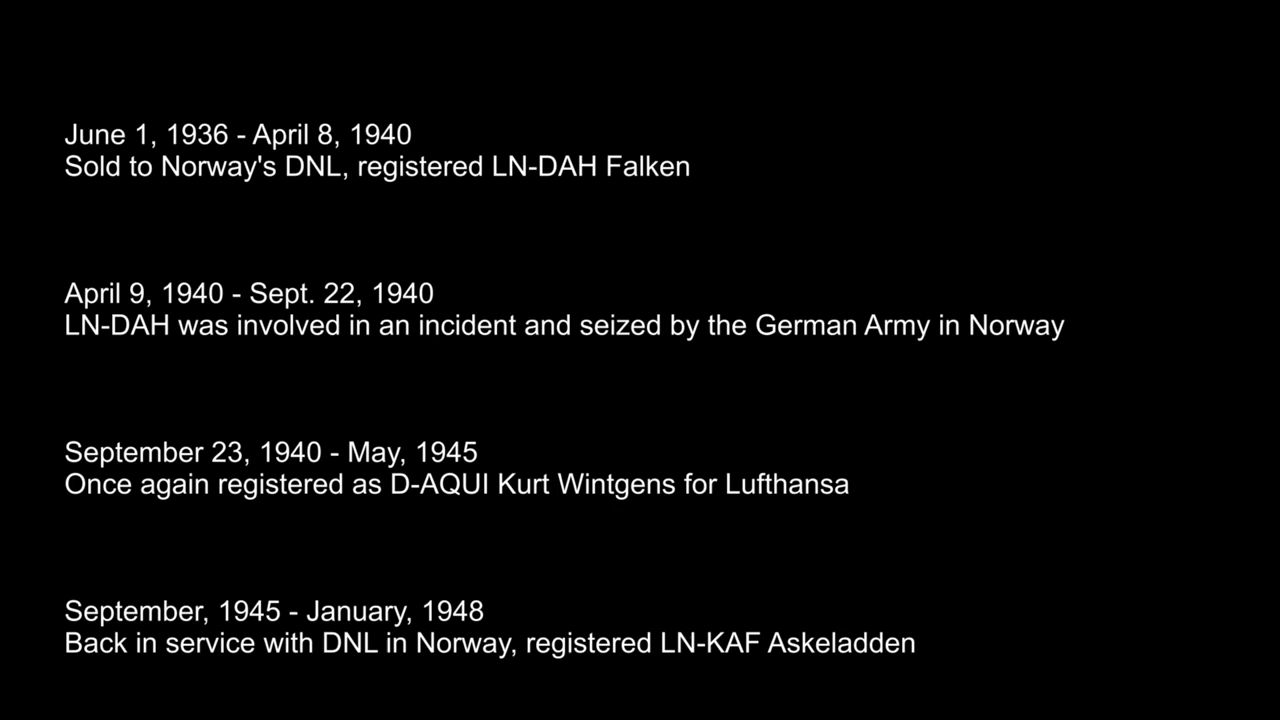 June 1, 1936 - April 8, 1940
Sold to Norway's DNL, registered LN-DAH Falken
April 9, 1940 - Sept. 22, 1940
LN-DAH was involved in an incident and seized by the German Army in Norway
September 23, 1940 - May, 1945
Once again registered as D-AQUI Kurt Wintgens for Lufthansa
September, 1945 - January, 1948
Back in service with DNL in Norway, registered LN-KAF Askeladden